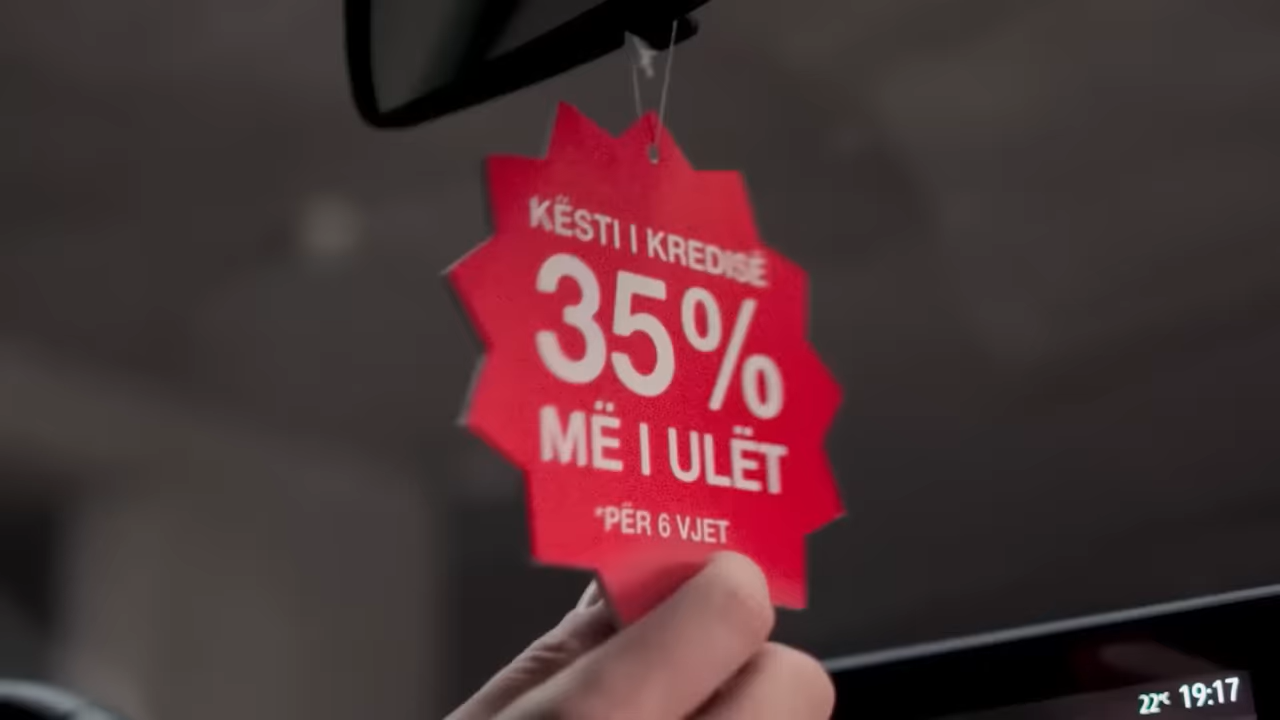 KËSTI I KREDISË
35%
MË I ULËT
*PËR 6 VJET
22°C 19:17